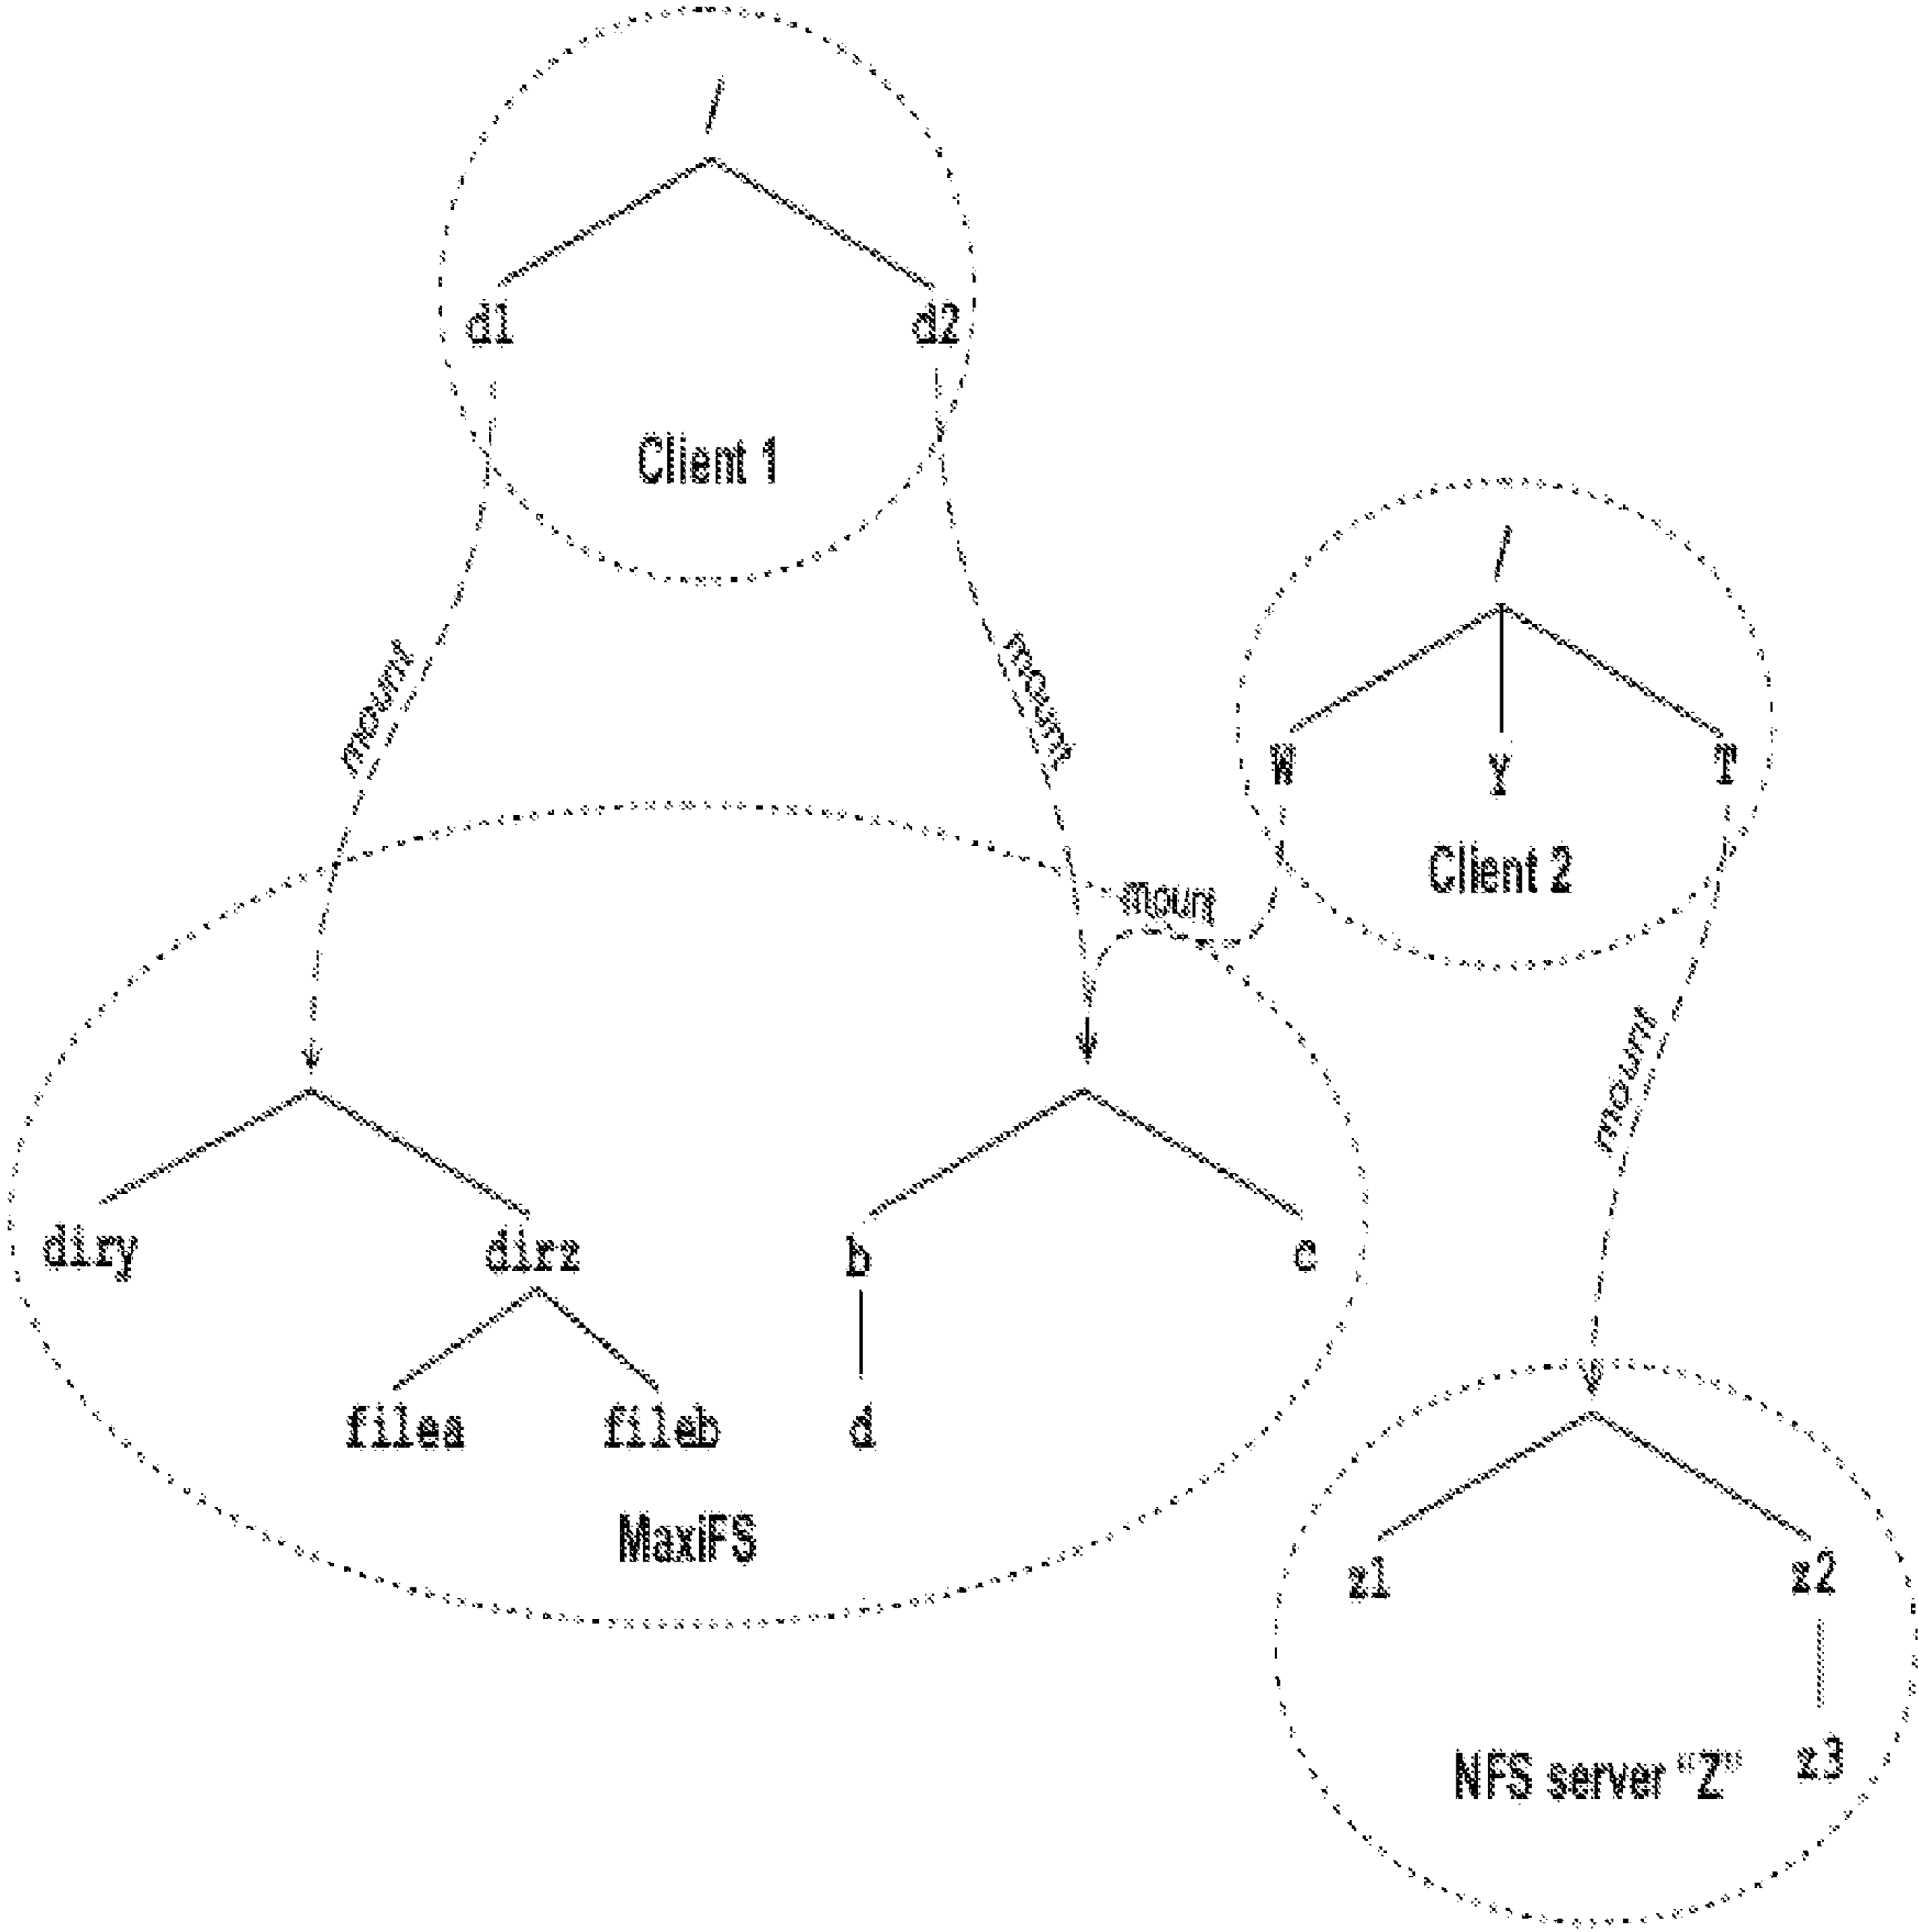 /
d1 d2
Client 1
mount mount
/
W Y T
Client 2
mount
mount
diry dirz b c
filea fileb d
MaxiFS
z1 z2
z3
NFS server "Z"